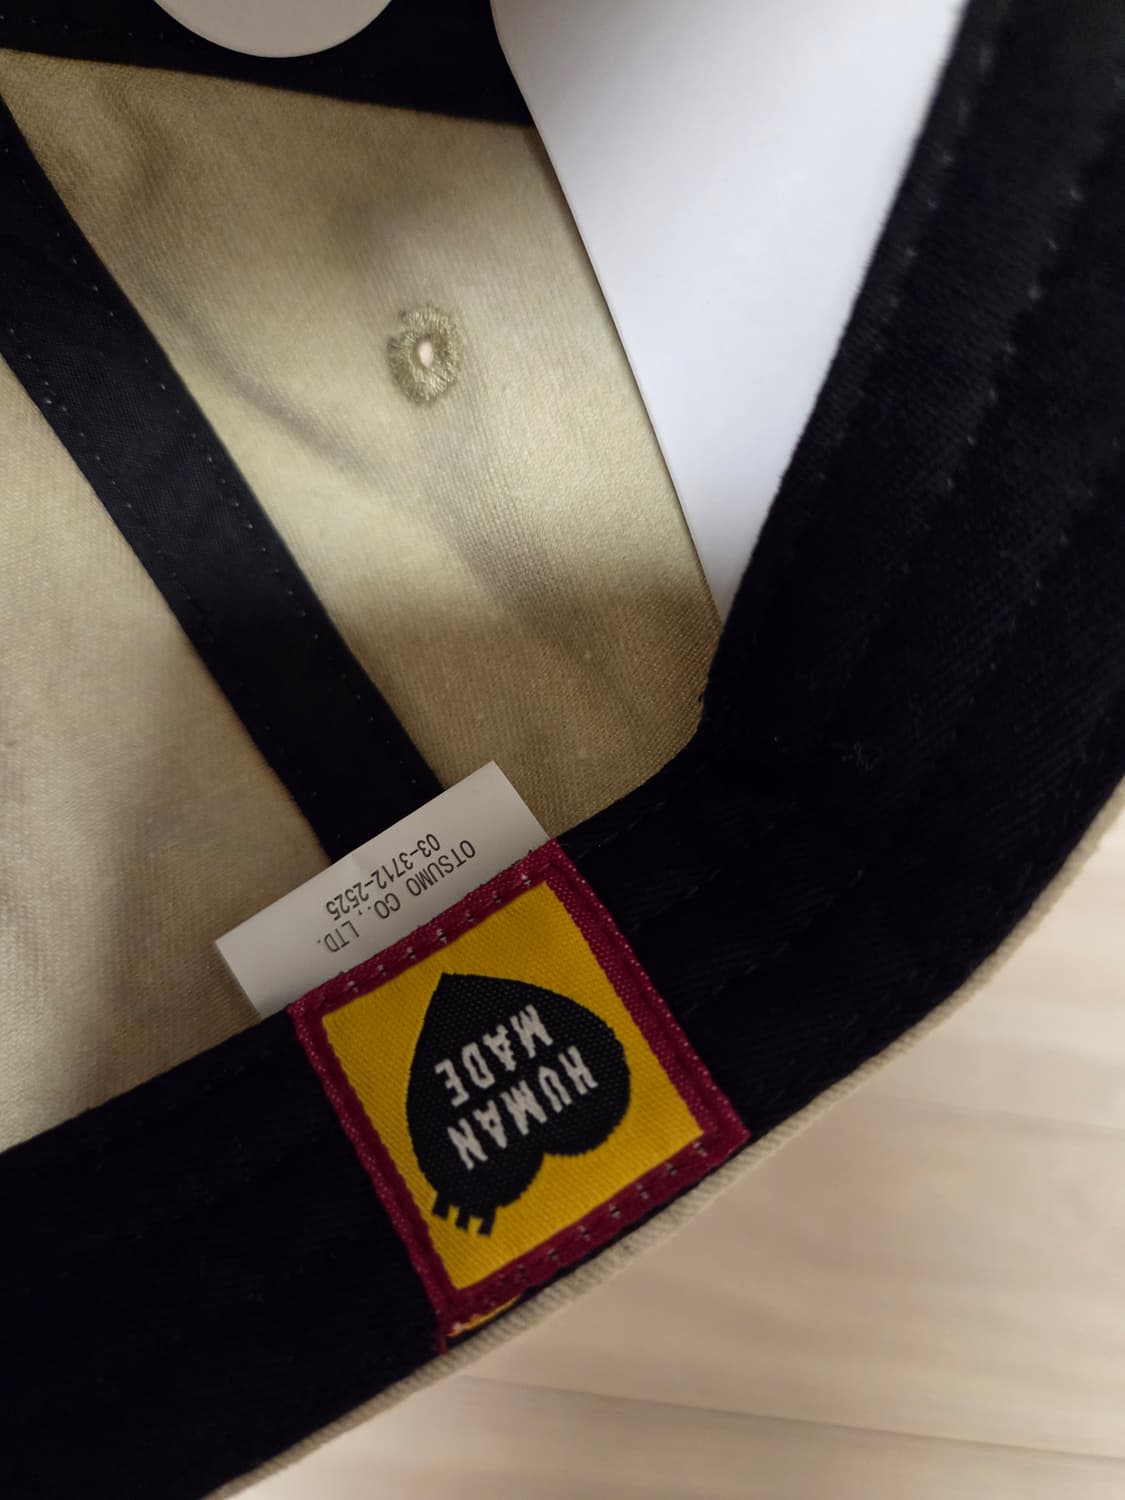 OTSUMO CO., LTD.
03-3712-2525
HUMAN
MADE